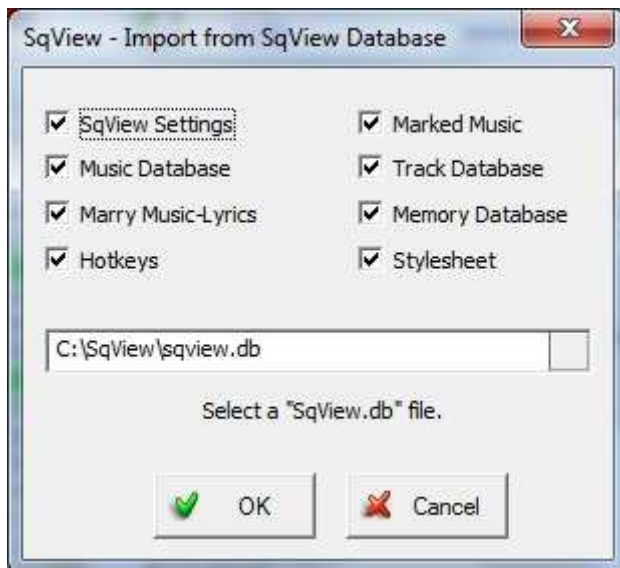 SqView - Import from SqView Database
SqView Settings
Marked Music
Music Database
Track Database
Marry Music-Lyrics
Memory Database
Hotkeys
Stylesheet
C:\SqView\sqview.db
Select a "SqView.db" file.
OK
Cancel